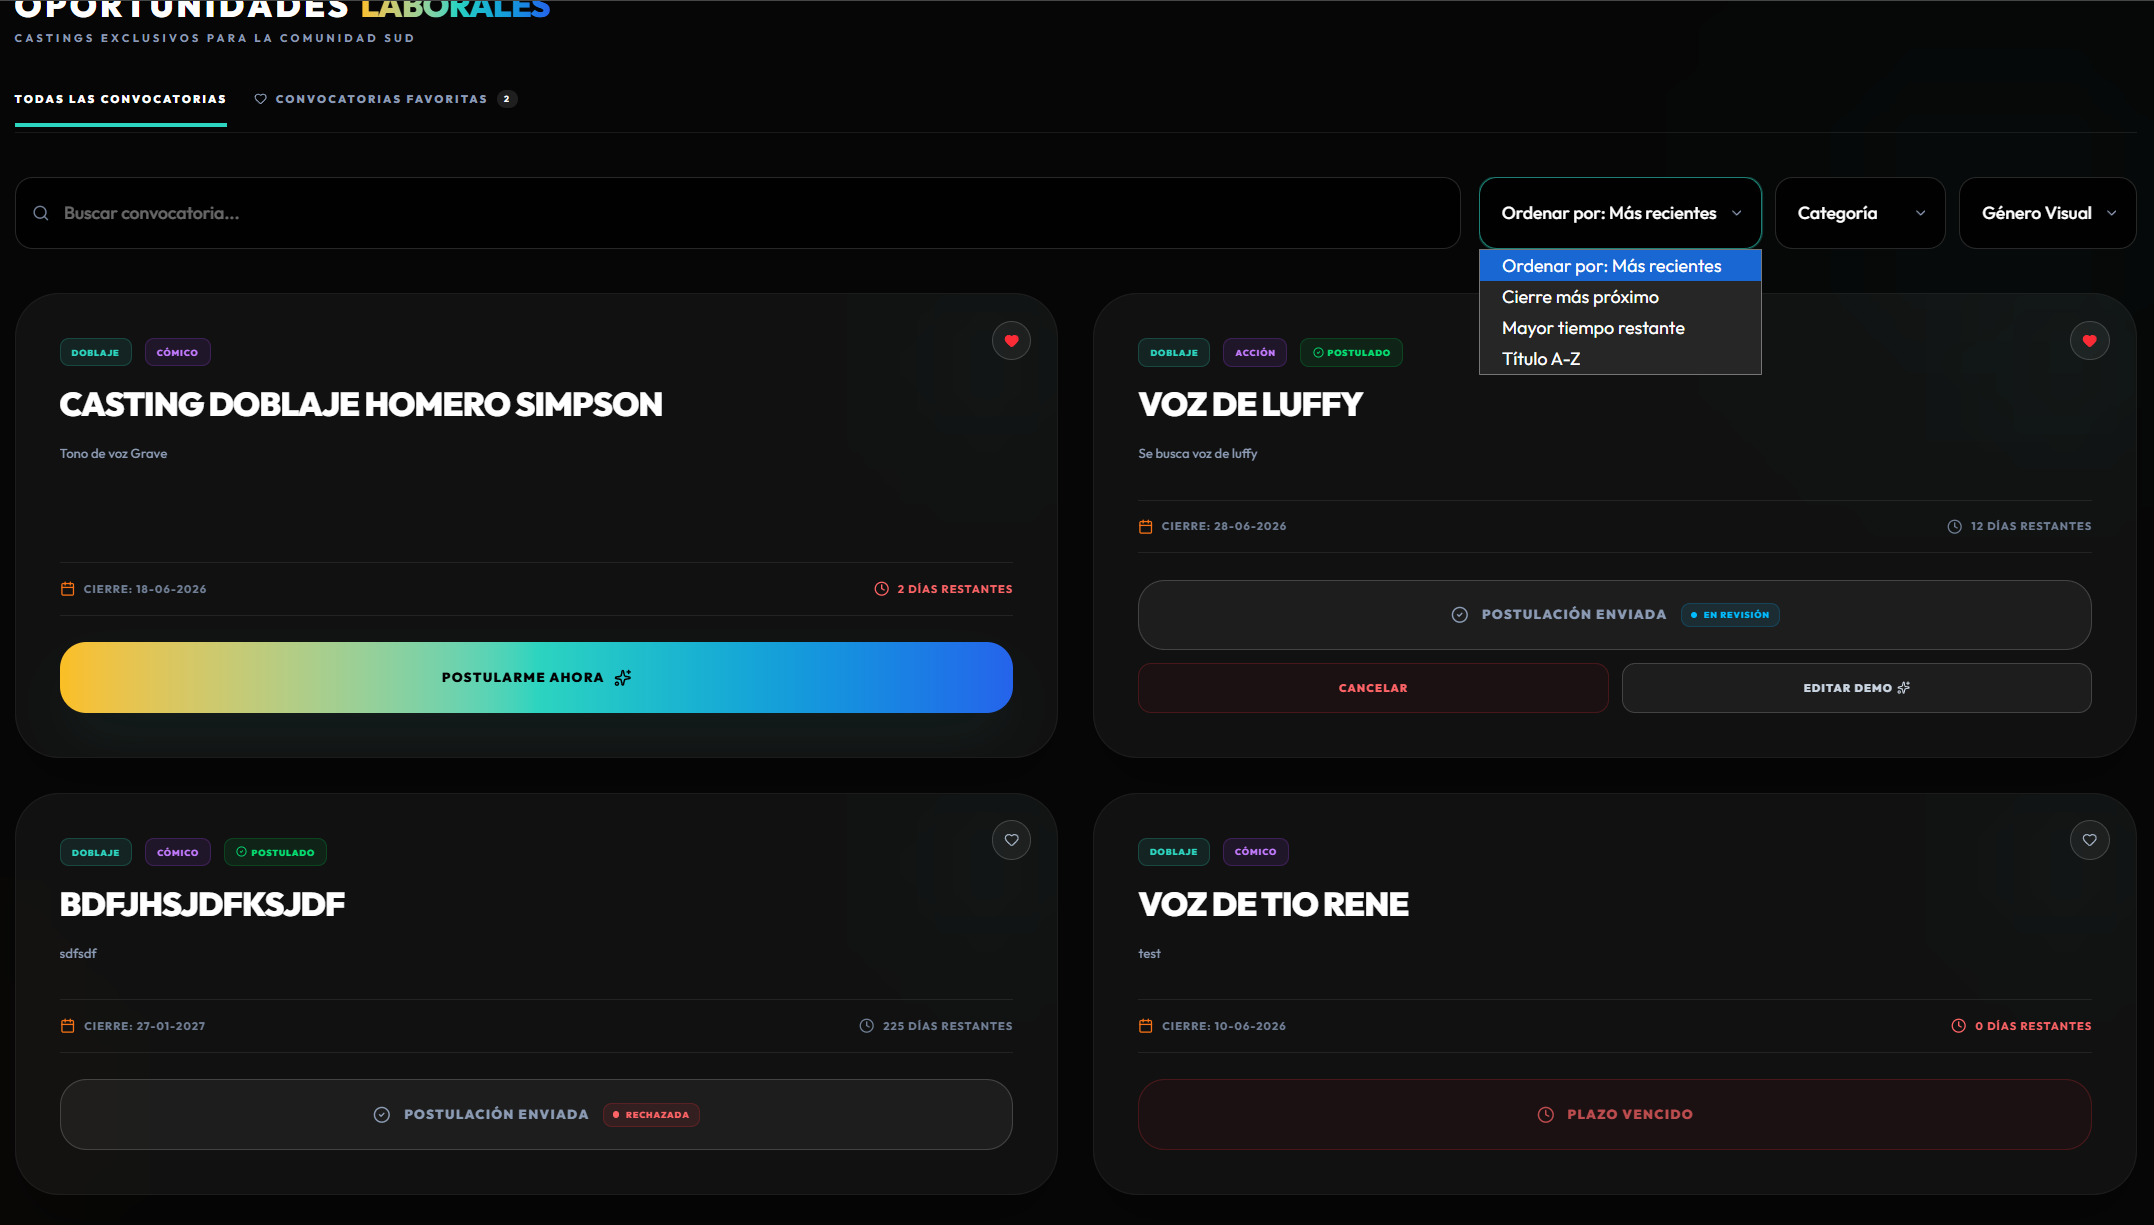 OPORTUNIDADES LABORALES
CASTINGS EXCLUSIVOS PARA LA COMUNIDAD SUD
TODAS LAS CONVOCATORIAS
CONVOCATORIAS FAVORITAS 2
Buscar convocatoria...
Ordenar por: Más recientes
Categoría
Género Visual
Ordenar por: Más recientes
Cierre más próximo
Mayor tiempo restante
Título A-Z
DOBLAJE CÓMICO
CASTING DOBLAJE HOMERO SIMPSON
Tono de voz Grave
CIERRE: 18-06-2026
2 DÍAS RESTANTES
POSTULARME AHORA
DOBLAJE ACCIÓN POSTULADO
VOZ DE LUFFY
Se busca voz de luffy
CIERRE: 28-06-2026
12 DÍAS RESTANTES
POSTULACIÓN ENVIADA EN REVISIÓN
CANCELAR
EDITAR DEMO
DOBLAJE CÓMICO POSTULADO
BDFJHSJDFKSJDF
sdfsdf
CIERRE: 27-01-2027
225 DÍAS RESTANTES
POSTULACIÓN ENVIADA RECHAZADA
DOBLAJE CÓMICO
VOZ DE TIO RENE
test
CIERRE: 10-06-2026
0 DÍAS RESTANTES
PLAZO VENCIDO